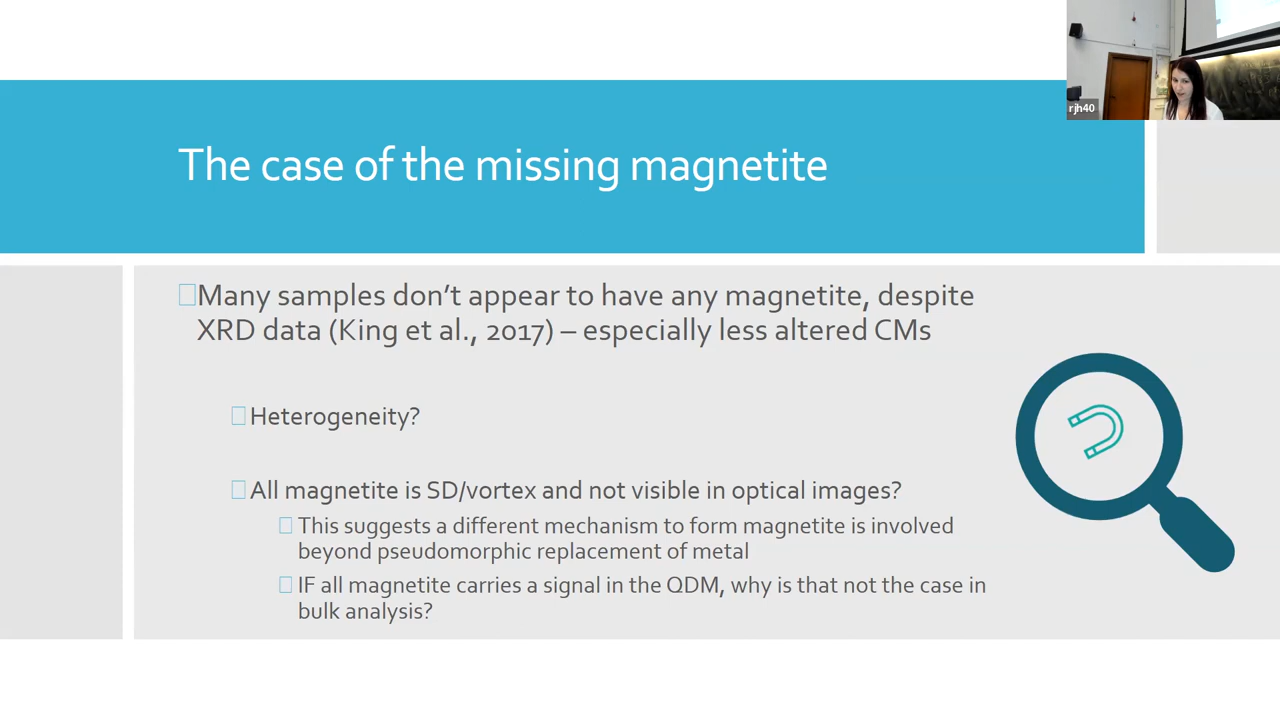 rjh40
The case of the missing magnetite
Many samples don't appear to have any magnetite, despite
XRD data (King et al., 2017) – especially less altered CMs
Heterogeneity?
All magnetite is SD/vortex and not visible in optical images?
This suggests a different mechanism to form magnetite is involved
beyond pseudomorphic replacement of metal
IF all magnetite carries a signal in the QDM, why is that not the case in
bulk analysis?